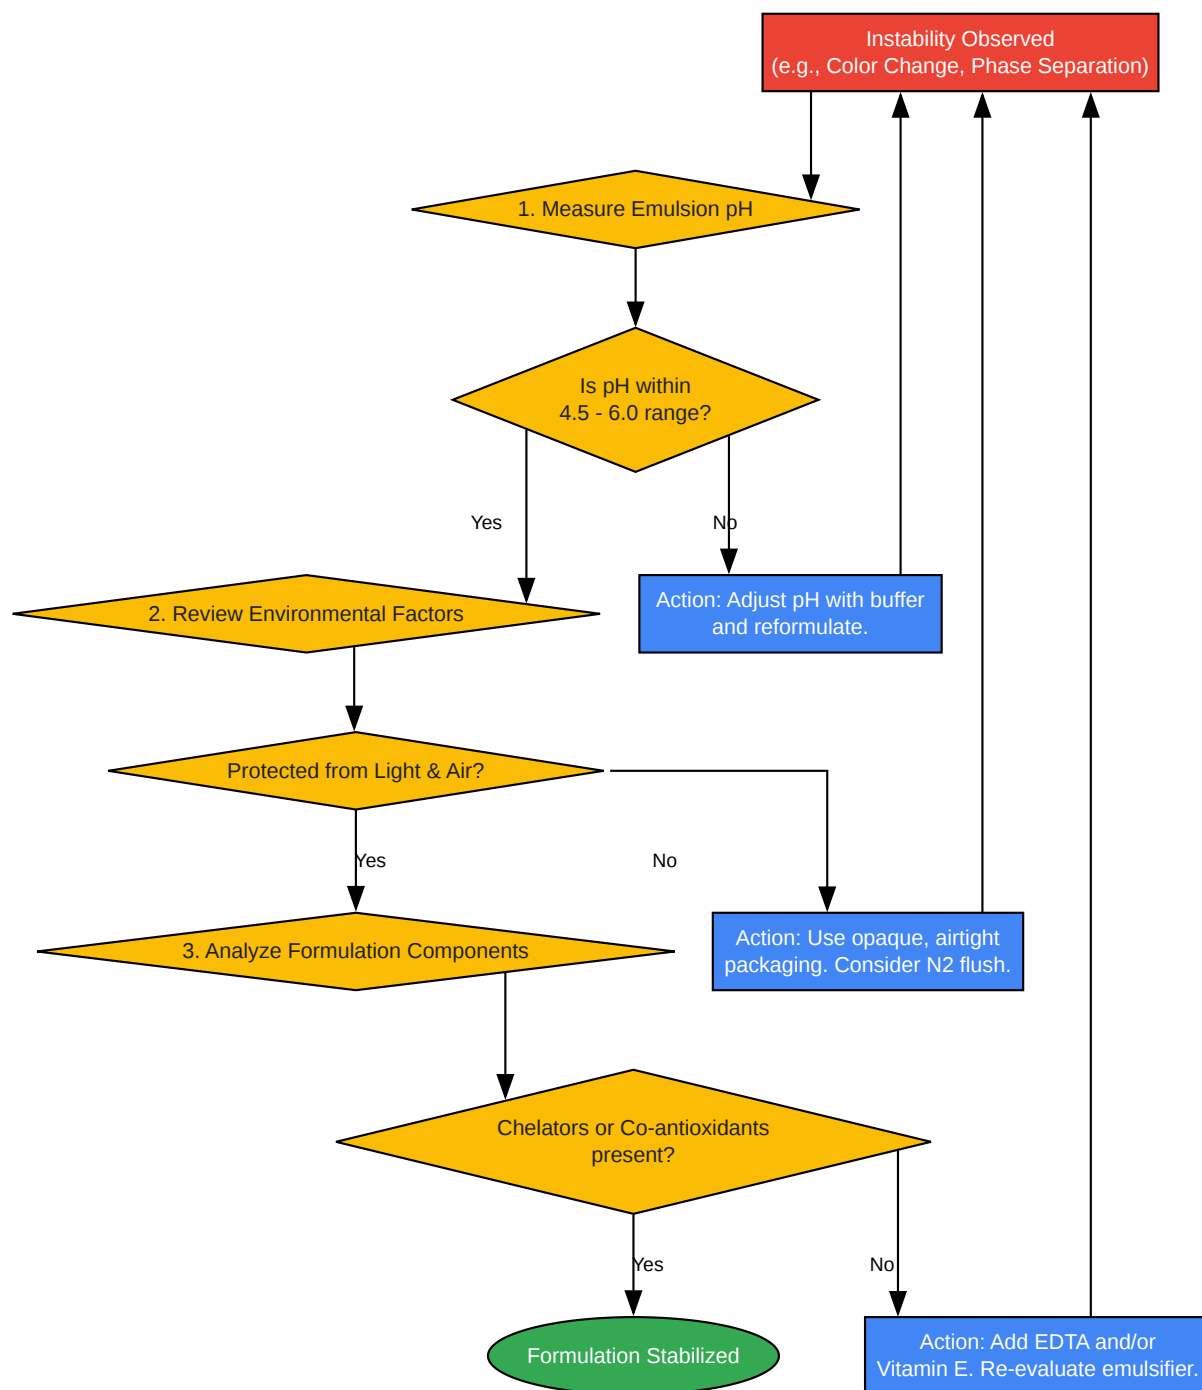 Instability Observed
(e.g., Color Change, Phase Separation)
1. Measure Emulsion pH
Is pH within
4.5 - 6.0 range?
Yes
No
2. Review Environmental Factors
Action: Adjust pH with buffer
and reformulate.
Protected from Light & Air?
Yes
No
3. Analyze Formulation Components
Action: Use opaque, airtight
packaging. Consider N2 flush.
Chelators or Co-antioxidants
present?
Yes
No
Formulation Stabilized
Action: Add EDTA and/or
Vitamin E. Re-evaluate emulsifier.